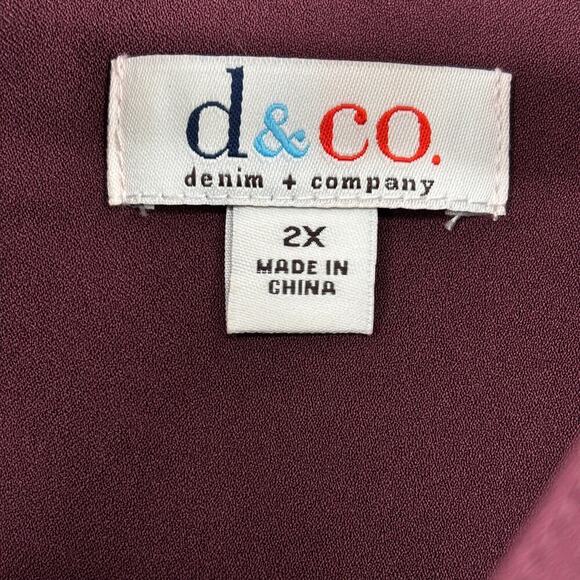 d&co.
denim + company
2X
MADE IN
CHINA